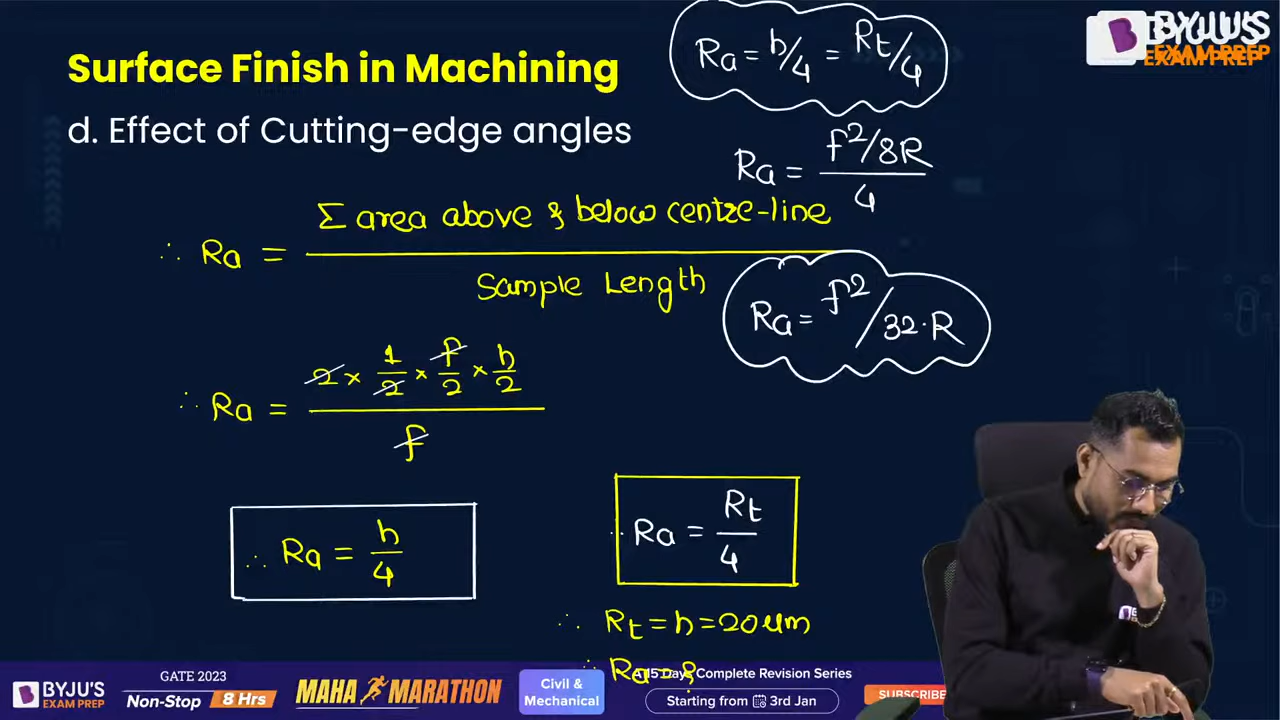 Surface Finish in Machining
d. Effect of Cutting-edge angles
Ra = h/4 = Rt/4
Ra = f²/8R / 4
∴ Ra = Σ area above & below centre-line / Sample Length
Ra = f²/32·R
∴ Ra = 2 × 1/2 × f/2 × h/2 / f
∴ Ra = h/4
∴ Ra = Rt/4
∴ Rt = h = 20 um
∴ Ra = ?
BYJU'S
EXAM PREP
BYJU'S
EXAM PREP
GATE 2023
Non-Stop 8 Hrs
MAHA MARATHON
Civil &
Mechanical
Days Complete Revision Series
Starting from 3rd Jan
SUBSCRIBE